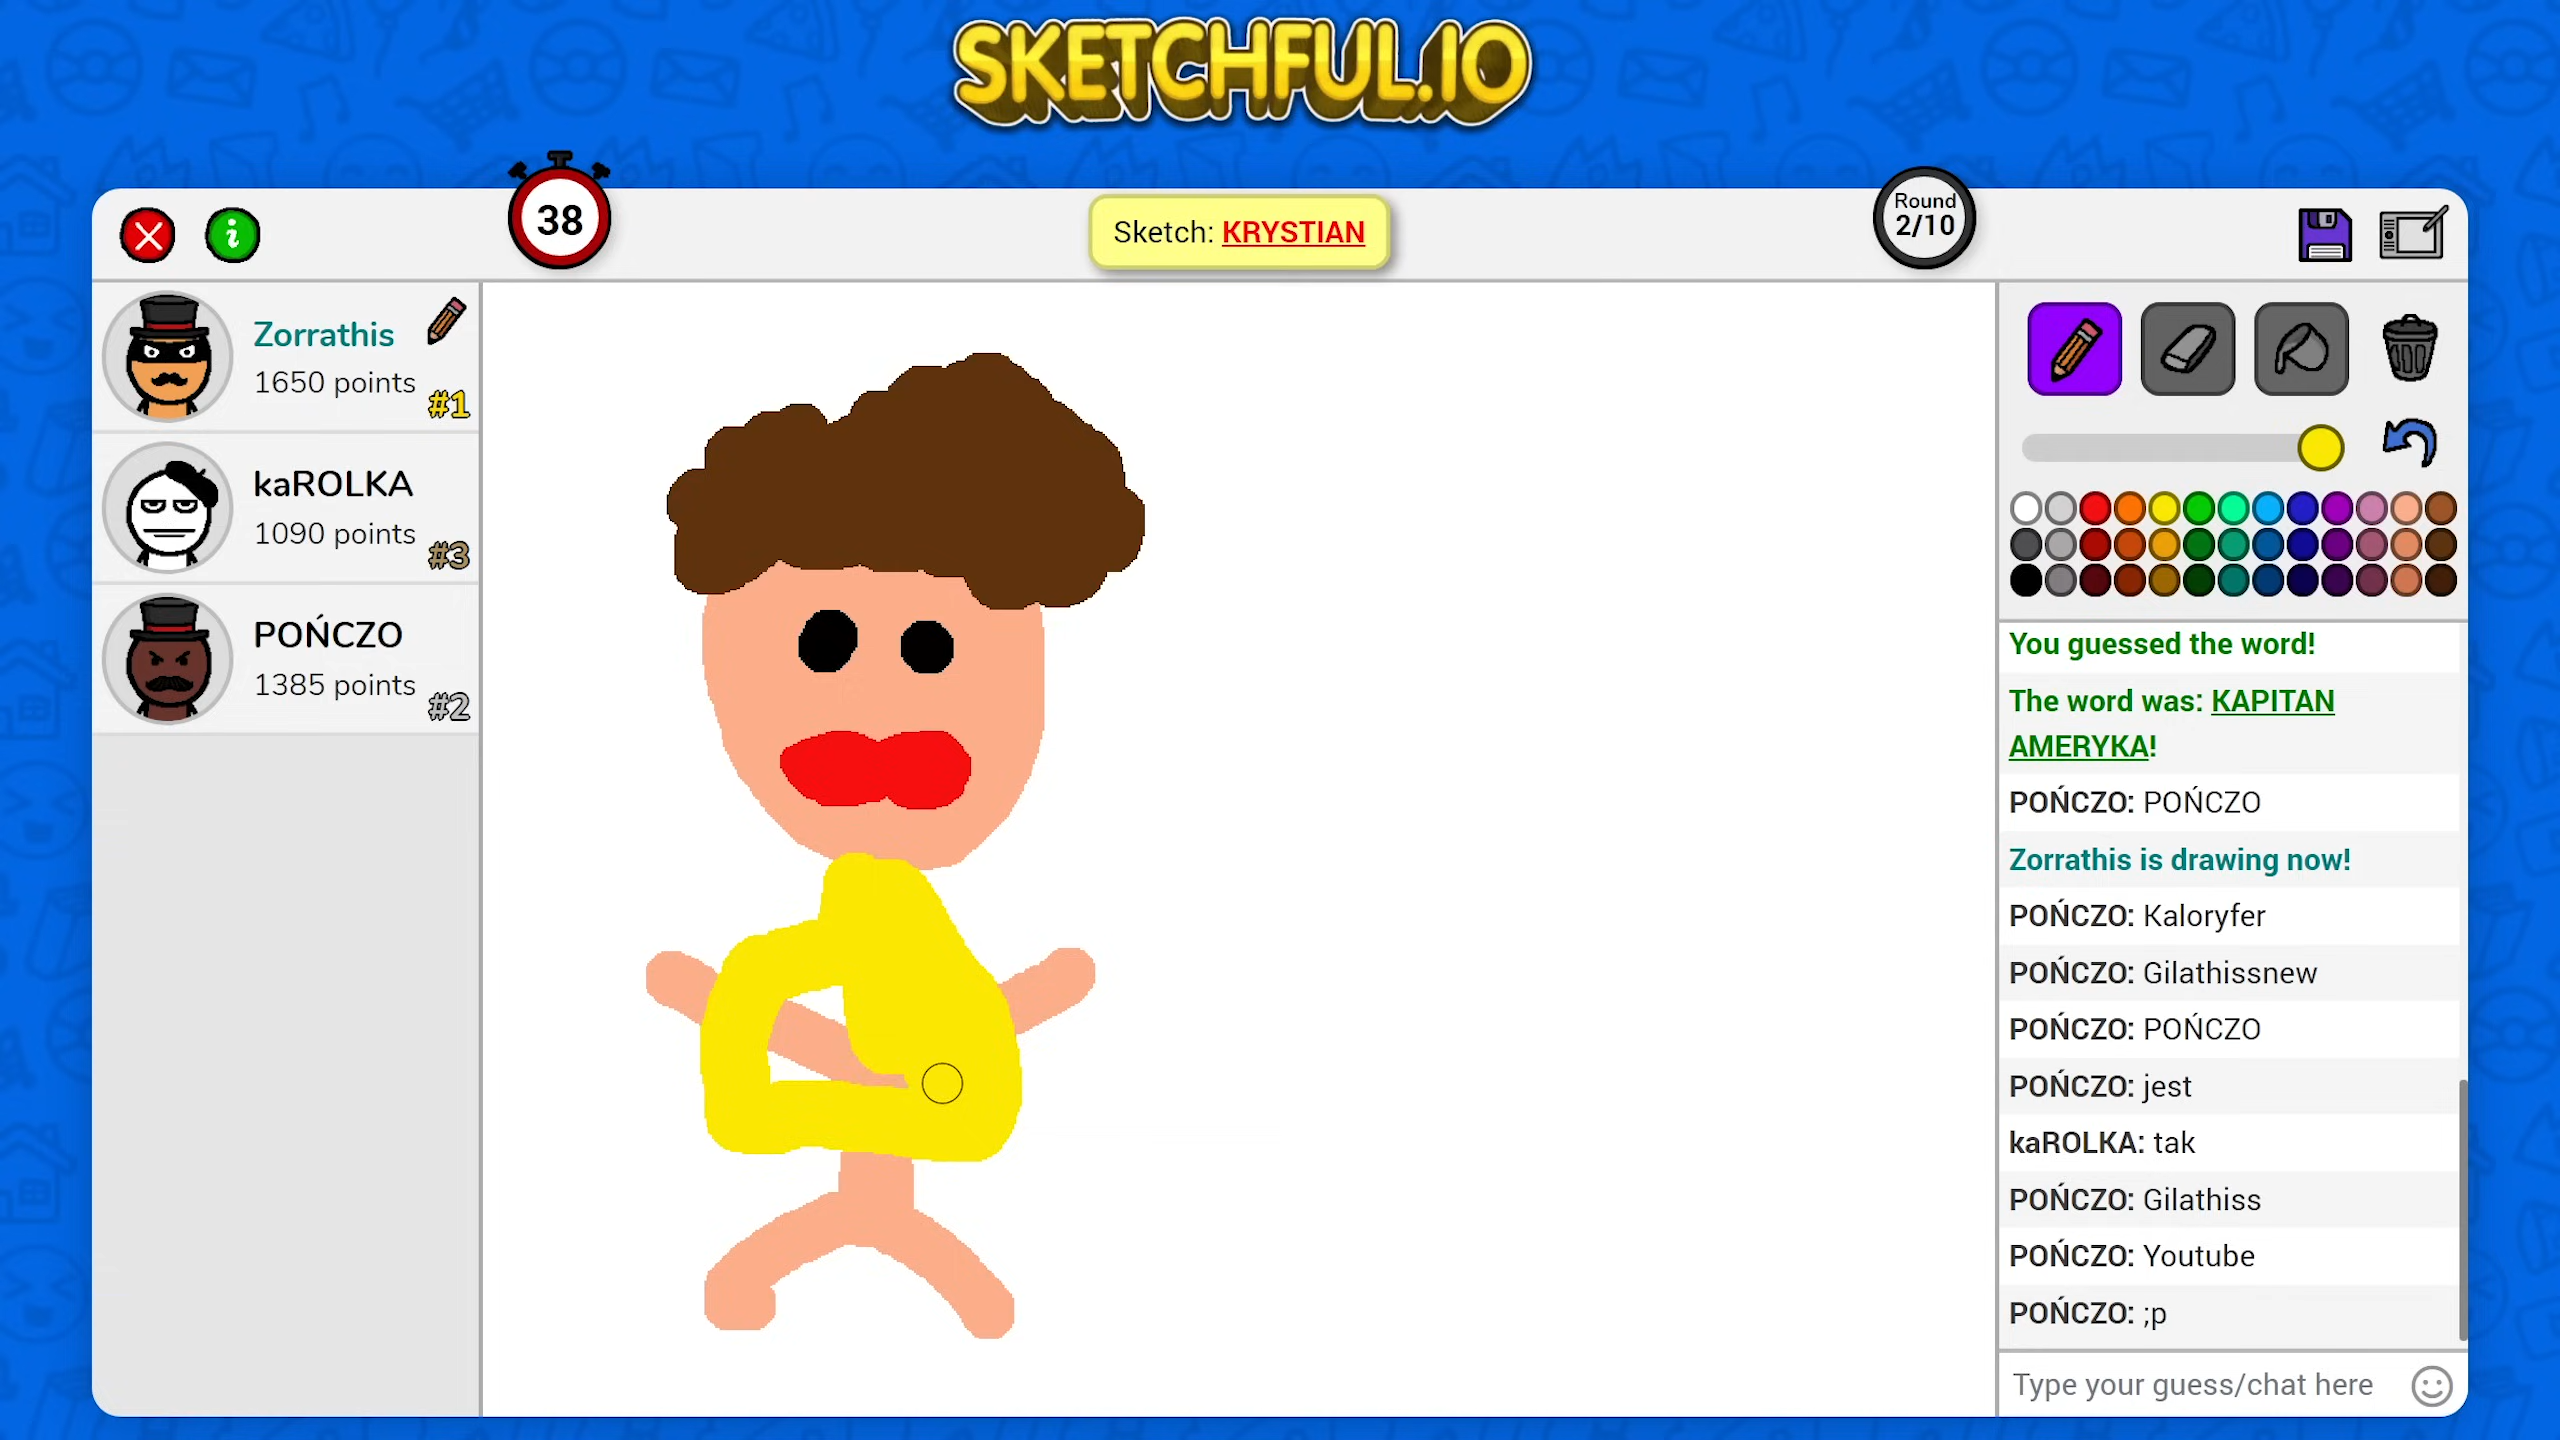 SKETCHFUL.IO
38
Sketch: KRYSTIAN
Round
2/10
Zorrathis
1650 points
#1
kaROLKA
1090 points
#3
POŃCZO
1385 points
#2
You guessed the word!
The word was: KAPITAN
AMERYKA!
POŃCZO: POŃCZO
Zorrathis is drawing now!
POŃCZO: Kaloryfer
POŃCZO: Gilathissnew
POŃCZO: POŃCZO
POŃCZO: jest
kaROLKA: tak
POŃCZO: Gilathiss
POŃCZO: Youtube
POŃCZO: ;p
Type your guess/chat here